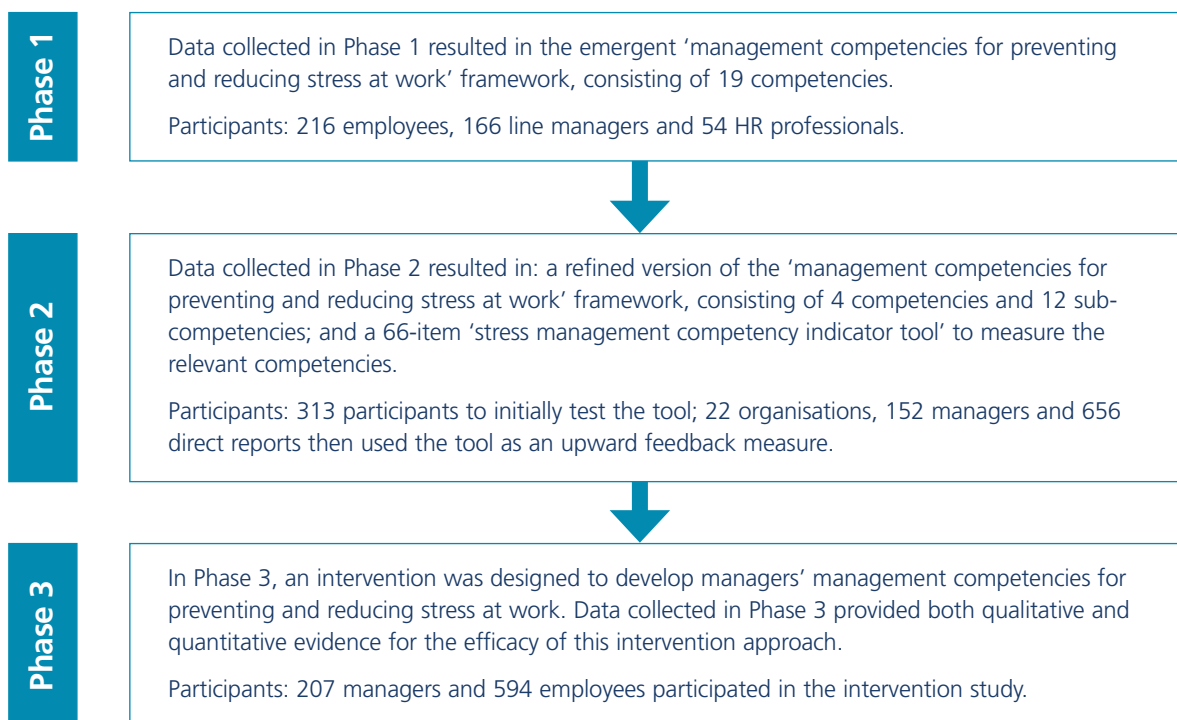 Phase 1
Data collected in Phase 1 resulted in the emergent ‘management competencies for preventing
and reducing stress at work’ framework, consisting of 19 competencies.
Participants: 216 employees, 166 line managers and 54 HR professionals.
Phase 2
Data collected in Phase 2 resulted in: a refined version of the ‘management competencies for
preventing and reducing stress at work’ framework, consisting of 4 competencies and 12 sub-
competencies; and a 66-item ‘stress management competency indicator tool’ to measure the
relevant competencies.
Participants: 313 participants to initially test the tool; 22 organisations, 152 managers and 656
direct reports then used the tool as an upward feedback measure.
Phase 3
In Phase 3, an intervention was designed to develop managers’ management competencies for
preventing and reducing stress at work. Data collected in Phase 3 provided both qualitative and
quantitative evidence for the efficacy of this intervention approach.
Participants: 207 managers and 594 employees participated in the intervention study.